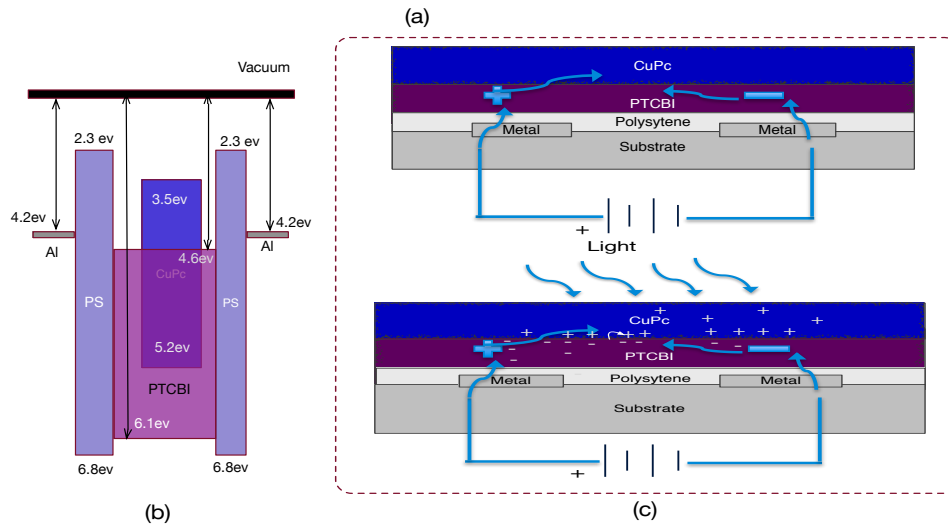 (a)
Vacuum
2.3 ev
2.3 ev
3.5ev
4.2ev
4.2ev
Al
Al
4.6ev
CuPc
PS
PS
5.2ev
PTCBI
6.1ev
6.8ev
6.8ev
(b)
CuPc
+
PTCBI
−
Polysytene
Metal
Metal
Substrate
+
Light
CuPc
PTCBI
Polysytene
Metal
Metal
Substrate
+
(c)